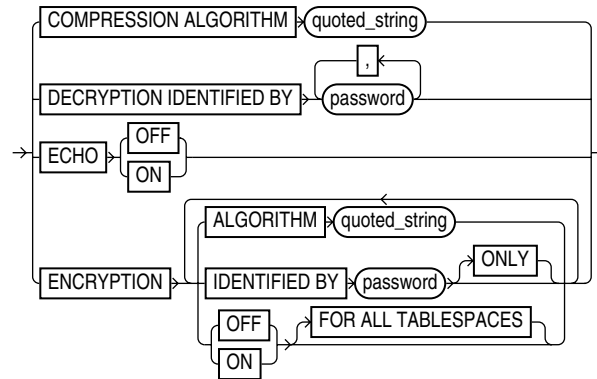 COMPRESSION ALGORITHM quoted_string
,
DECRYPTION IDENTIFIED BY password
OFF
ECHO
ON
ALGORITHM quoted_string
ONLY
ENCRYPTION IDENTIFIED BY password
OFF FOR ALL TABLESPACES
ON